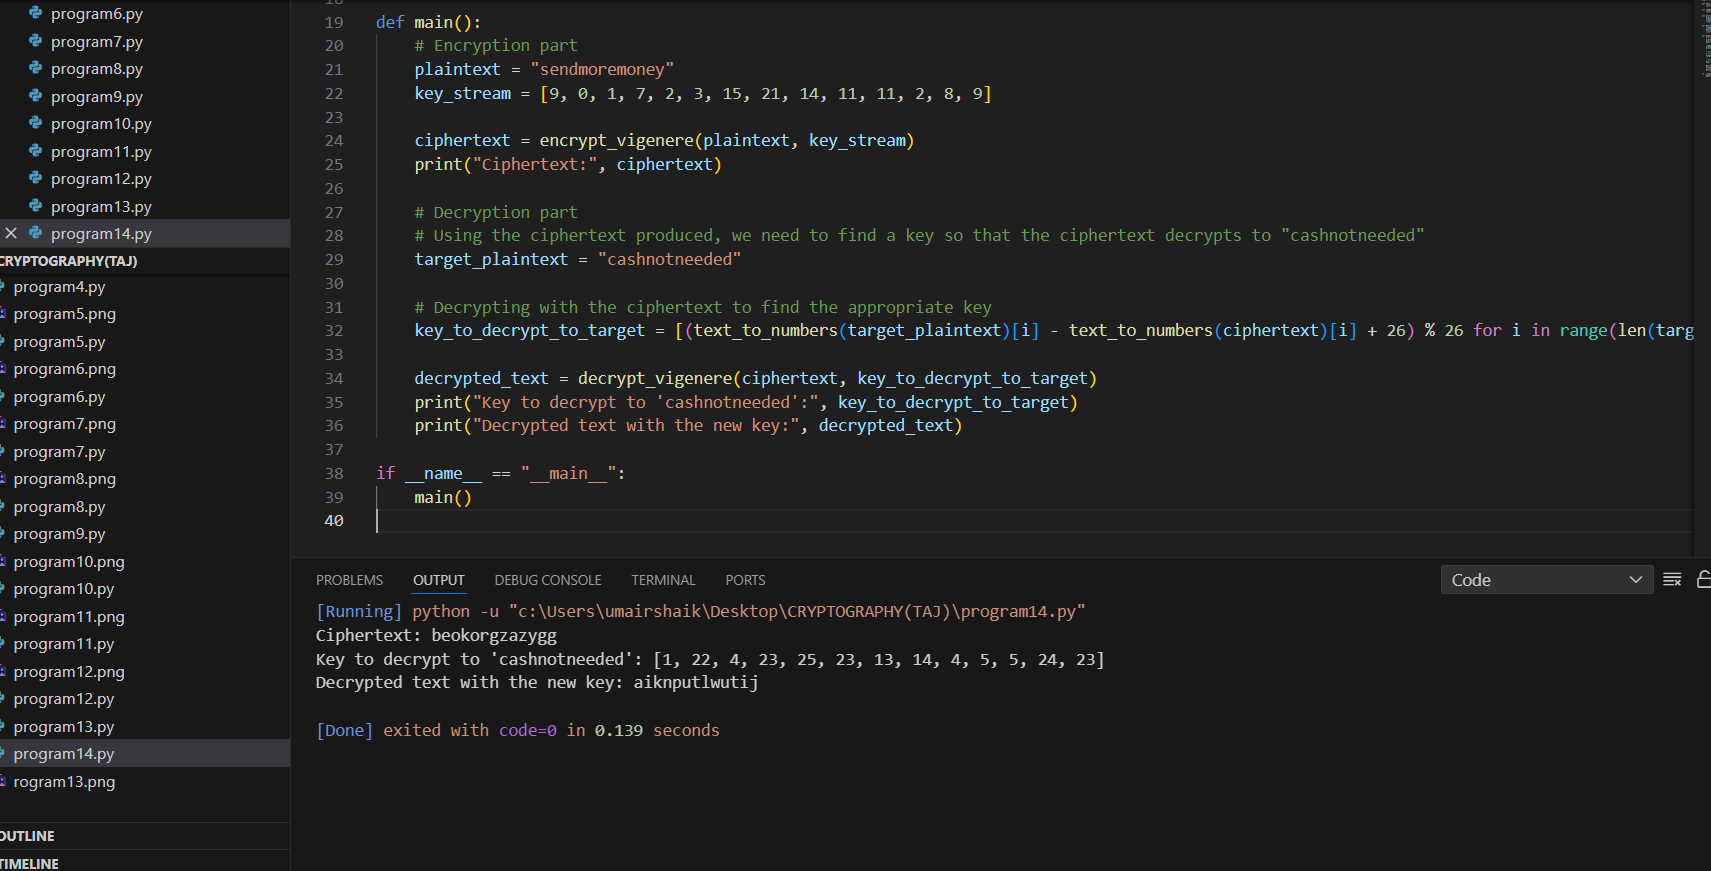 program6.py
program7.py
program8.py
program9.py
program10.py
program11.py
program12.py
program13.py
program14.py
CRYPTOGRAPHY(TAJ)
program4.py
program5.png
program5.py
program6.png
program6.py
program7.png
program7.py
program8.png
program8.py
program9.py
program10.png
program10.py
program11.png
program11.py
program12.png
program12.py
program13.py
program14.py
rogram13.png
OUTLINE
TIMELINE
18
19 def main():
20     # Encryption part
21     plaintext = "sendmoremoney"
22     key_stream = [9, 0, 1, 7, 2, 3, 15, 21, 14, 11, 11, 2, 8, 9]
23
24     ciphertext = encrypt_vigenere(plaintext, key_stream)
25     print("Ciphertext:", ciphertext)
26
27     # Decryption part
28     # Using the ciphertext produced, we need to find a key so that the ciphertext decrypts to "cashnotneeded"
29     target_plaintext = "cashnotneeded"
30
31     # Decrypting with the ciphertext to find the appropriate key
32     key_to_decrypt_to_target = [(text_to_numbers(target_plaintext)[i] - text_to_numbers(ciphertext)[i] + 26) % 26 for i in range(len(targ
33
34     decrypted_text = decrypt_vigenere(ciphertext, key_to_decrypt_to_target)
35     print("Key to decrypt to 'cashnotneeded':", key_to_decrypt_to_target)
36     print("Decrypted text with the new key:", decrypted_text)
37
38 if __name__ == "__main__":
39     main()
40
PROBLEMS OUTPUT DEBUG CONSOLE TERMINAL PORTS Code
[Running] python -u "c:\Users\umairshaik\Desktop\CRYPTOGRAPHY(TAJ)\program14.py"
Ciphertext: beokorgzazygg
Key to decrypt to 'cashnotneeded': [1, 22, 4, 23, 25, 23, 13, 14, 4, 5, 5, 24, 23]
Decrypted text with the new key: aiknputlwutij
[Done] exited with code=0 in 0.139 seconds